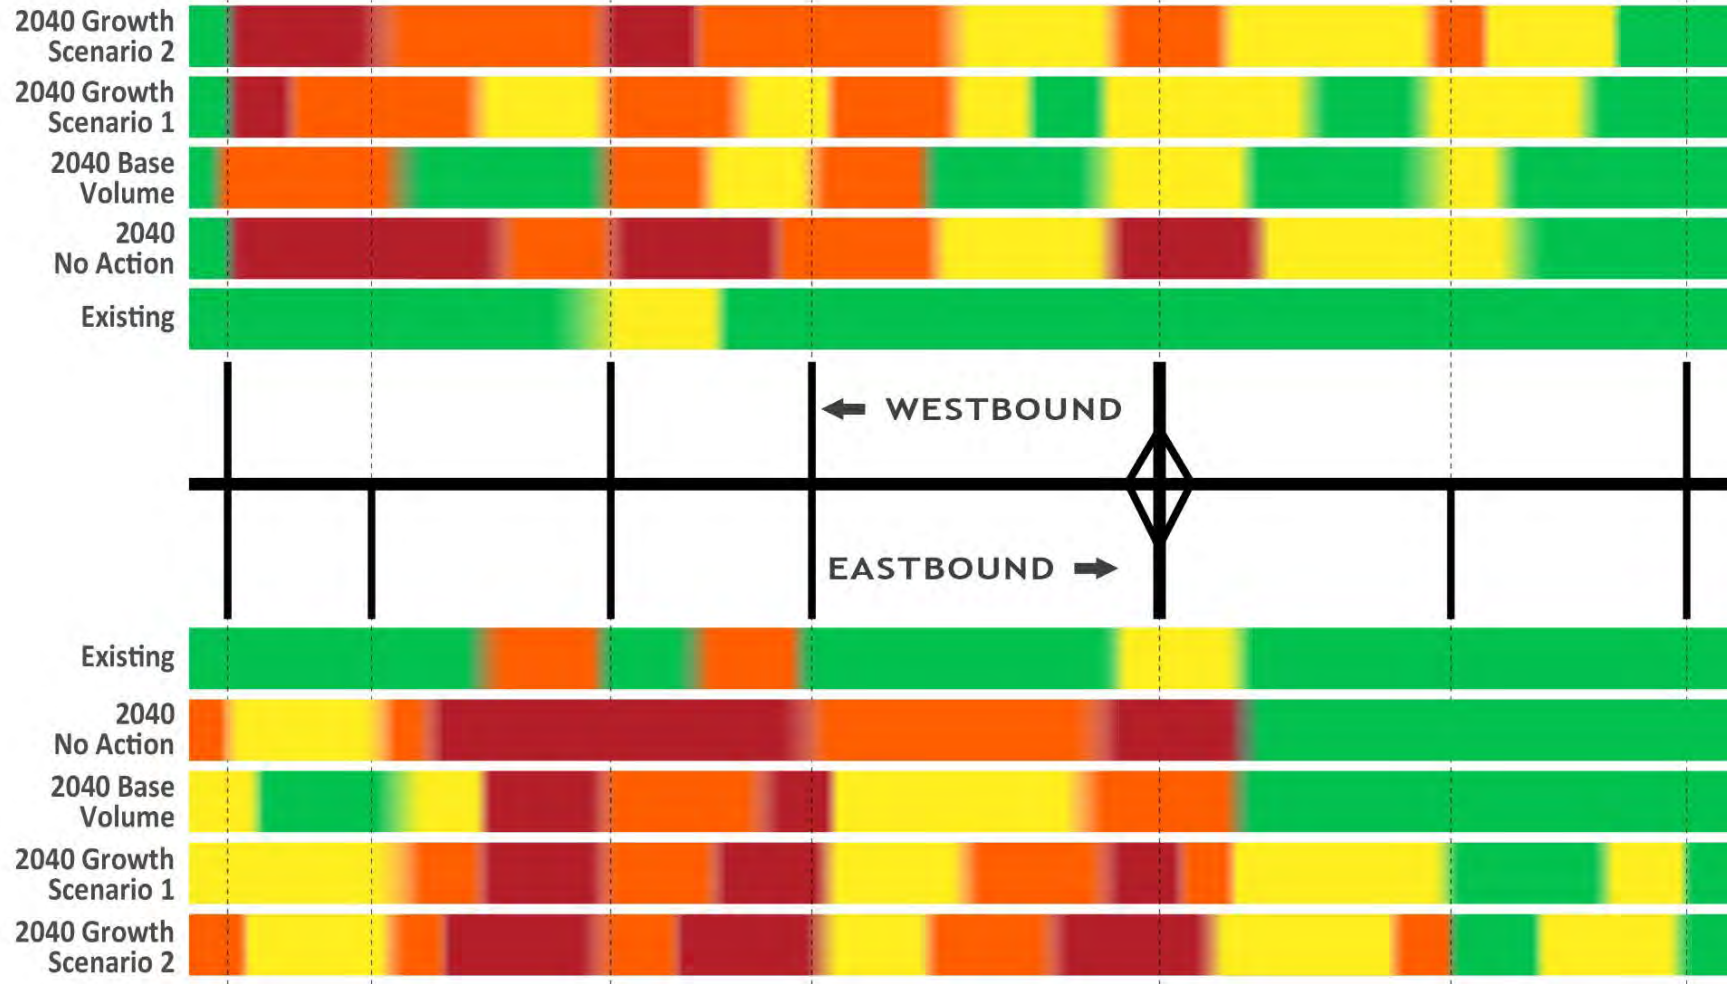 2040 Growth
Scenario 2
2040 Growth
Scenario 1
2040 Base
Volume
2040
No Action
Existing
WESTBOUND
EASTBOUND
Existing
2040
No Action
2040 Base
Volume
2040 Growth
Scenario 1
2040 Growth
Scenario 2